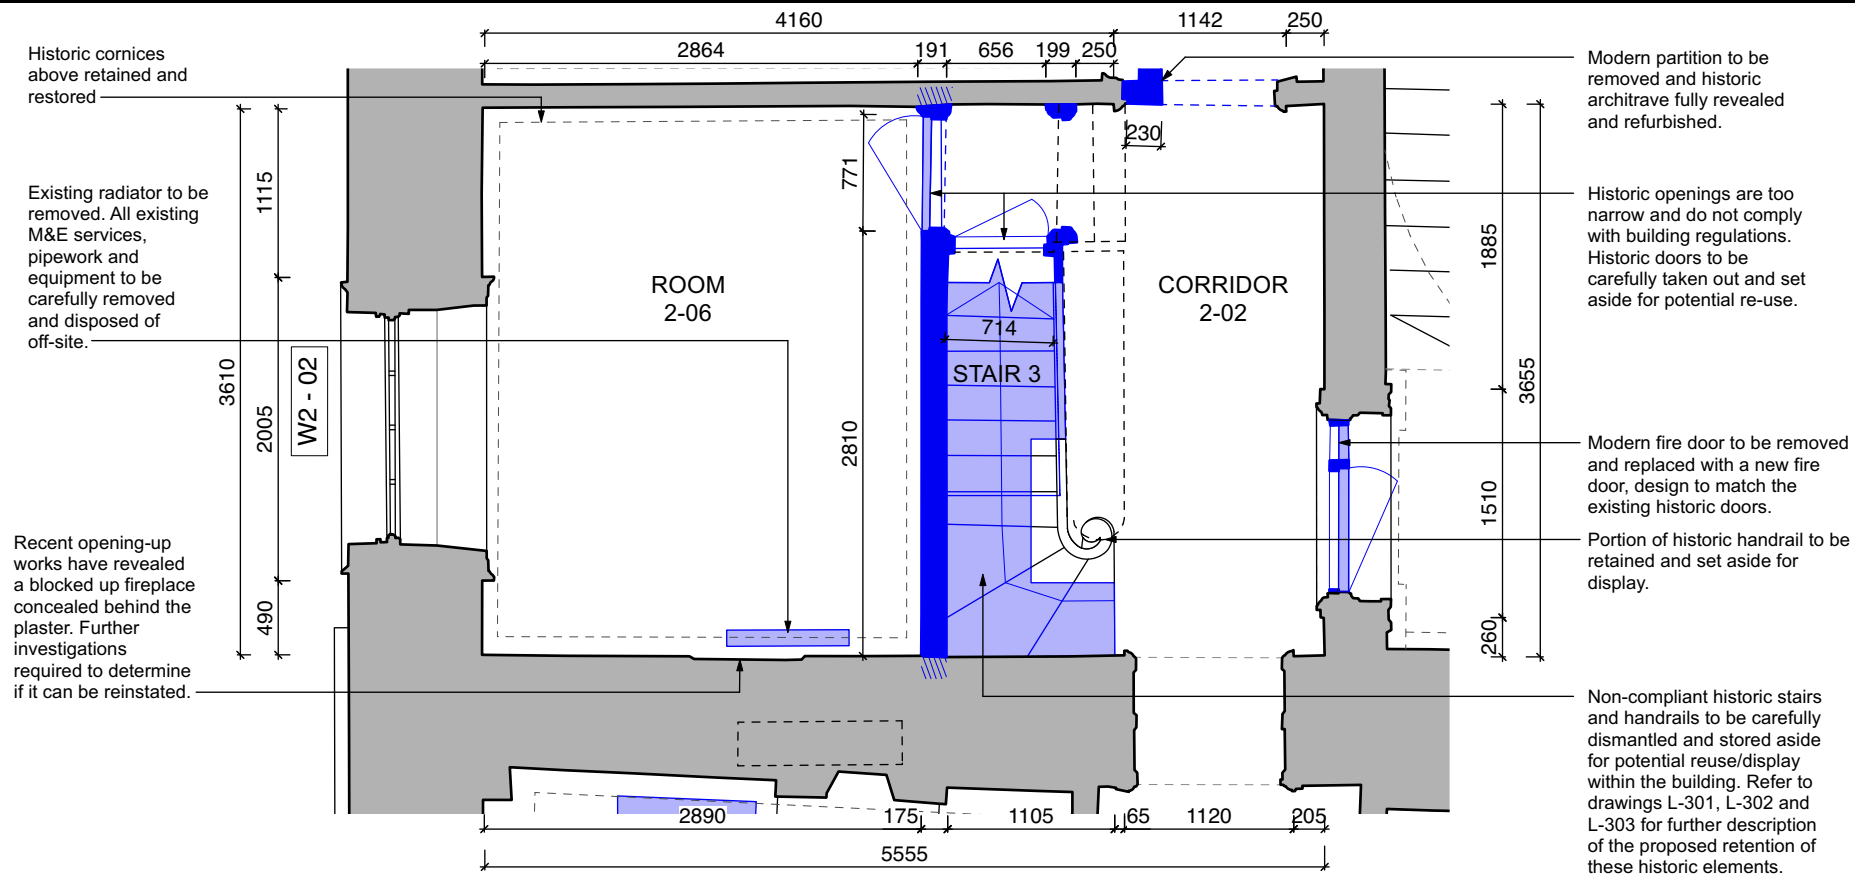 4160
1142
250
2864
191
656
199
250
Historic cornices
above retained and
restored
Modern partition to be
removed and historic
architrave fully revealed
and refurbished.
230
771
1115
Existing radiator to be
removed. All existing
M&E services,
pipework and
equipment to be
carefully removed
and disposed of
off-site.
Historic openings are too
narrow and do not comply
with building regulations.
Historic doors to be
carefully taken out and set
aside for potential re-use.
1885
ROOM
2-06
CORRIDOR
2-02
714
STAIR 3
3610
2005
W2 - 02
2810
3655
Modern fire door to be removed
and replaced with a new fire
door, design to match the
existing historic doors.
1510
Portion of historic handrail to be
retained and set aside for
display.
Recent opening-up
works have revealed
a blocked up fireplace
concealed behind the
plaster. Further
investigations
required to determine
if it can be reinstated.
490
260
Non-compliant historic stairs
and handrails to be carefully
dismantled and stored aside
for potential reuse/display
within the building. Refer to
drawings L-301, L-302 and
L-303 for further description
of the proposed retention of
these historic elements.
2890
175
1105
65
1120
205
5555